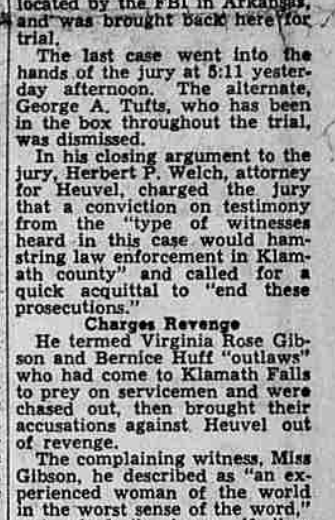 located by the FBI in Arkansas,
and was brought back here for
trial.
The last case went into the
hands of the jury at 5:11 yester-
day afternoon. The alternate,
George A. Tufts, who has been
in the box throughout the trial,
was dismissed.
In his closing argument to the
jury, Herbert P. Welch, attorney
for Heuvel, charged the jury
that a conviction on testimony
from the "type of witnesses
heard in this case would ham-
string law enforcement in Klam-
ath county" and called for a
quick acquittal to "end these
prosecutions."
Charges Revenge
He termed Virginia Rose Gib-
son and Bernice Huff "outlaws"
who had come to Klamath Falls
to prey on servicemen and were
chased out, then brought their
accusations against Heuvel out
of revenge.
The complaining witness, Miss
Gibson, he described as "an ex-
perienced woman of the world
in the worst sense of the word,"